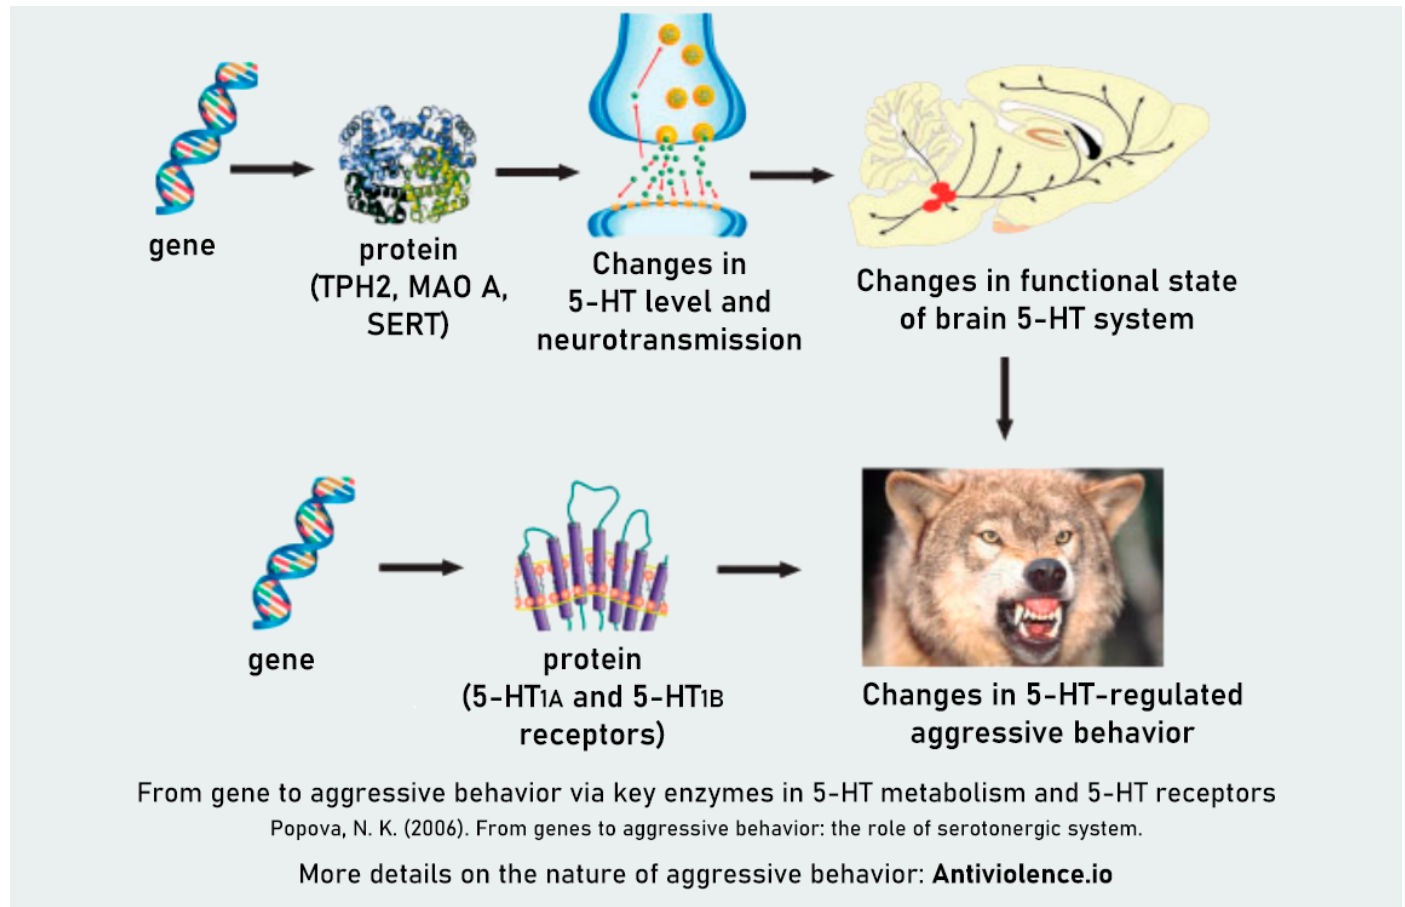 gene
protein
(TPH2, MAO A,
SERT)
Changes in
5-HT level and
neurotransmission
Changes in functional state
of brain 5-HT system
gene
protein
(5-HT1A and 5-HT1B
receptors)
Changes in 5-HT-regulated
aggressive behavior
From gene to aggressive behavior via key enzymes in 5-HT metabolism and 5-HT receptors
Popova, N. K. (2006). From genes to aggressive behavior: the role of serotonergic system.
More details on the nature of aggressive behavior: Antiviolence.io